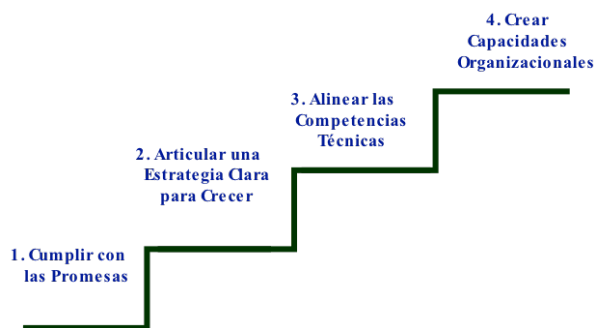 4. Crear
Capacidades
Organizacionales
3. Alinear las
Competencias
Técnicas
2. Articular una
Estrategia Clara
para Crecer
1. Cumplir con
las Promesas